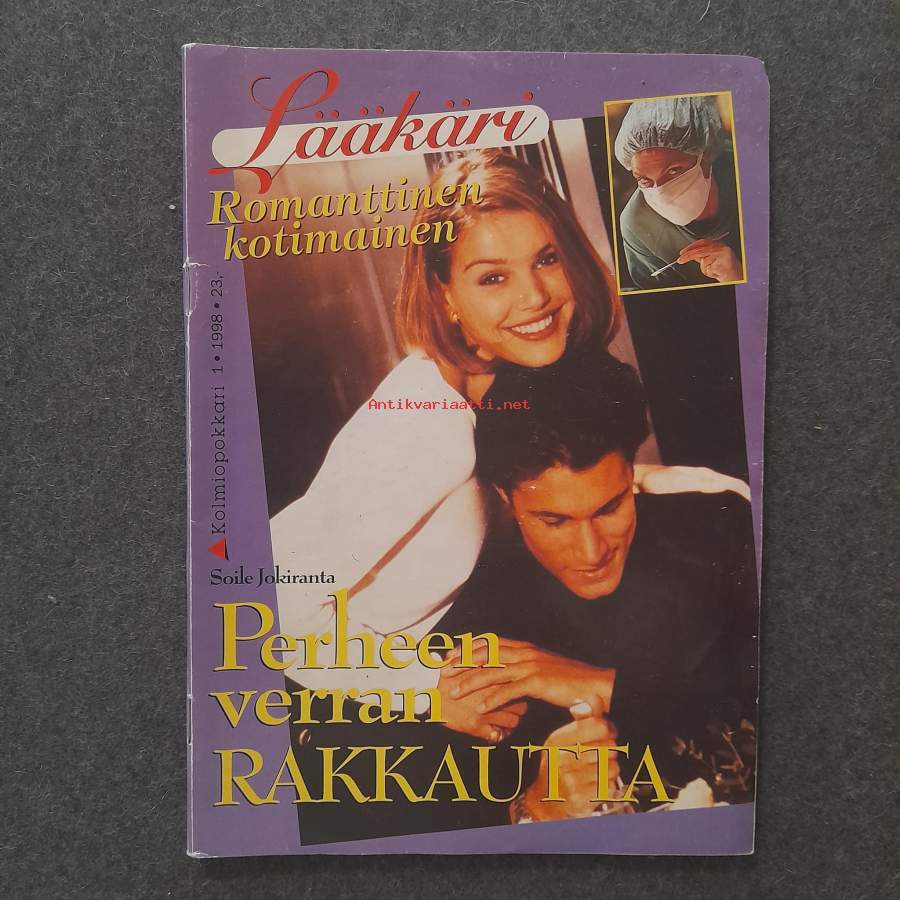 Lääkäri
Romanttinen
kotimainen
Kolmiopokkari 1 • 1998 • 23,-
Antikvariaatti.net
Soile Jokiranta
Perheen
verran
RAKKAUTTA